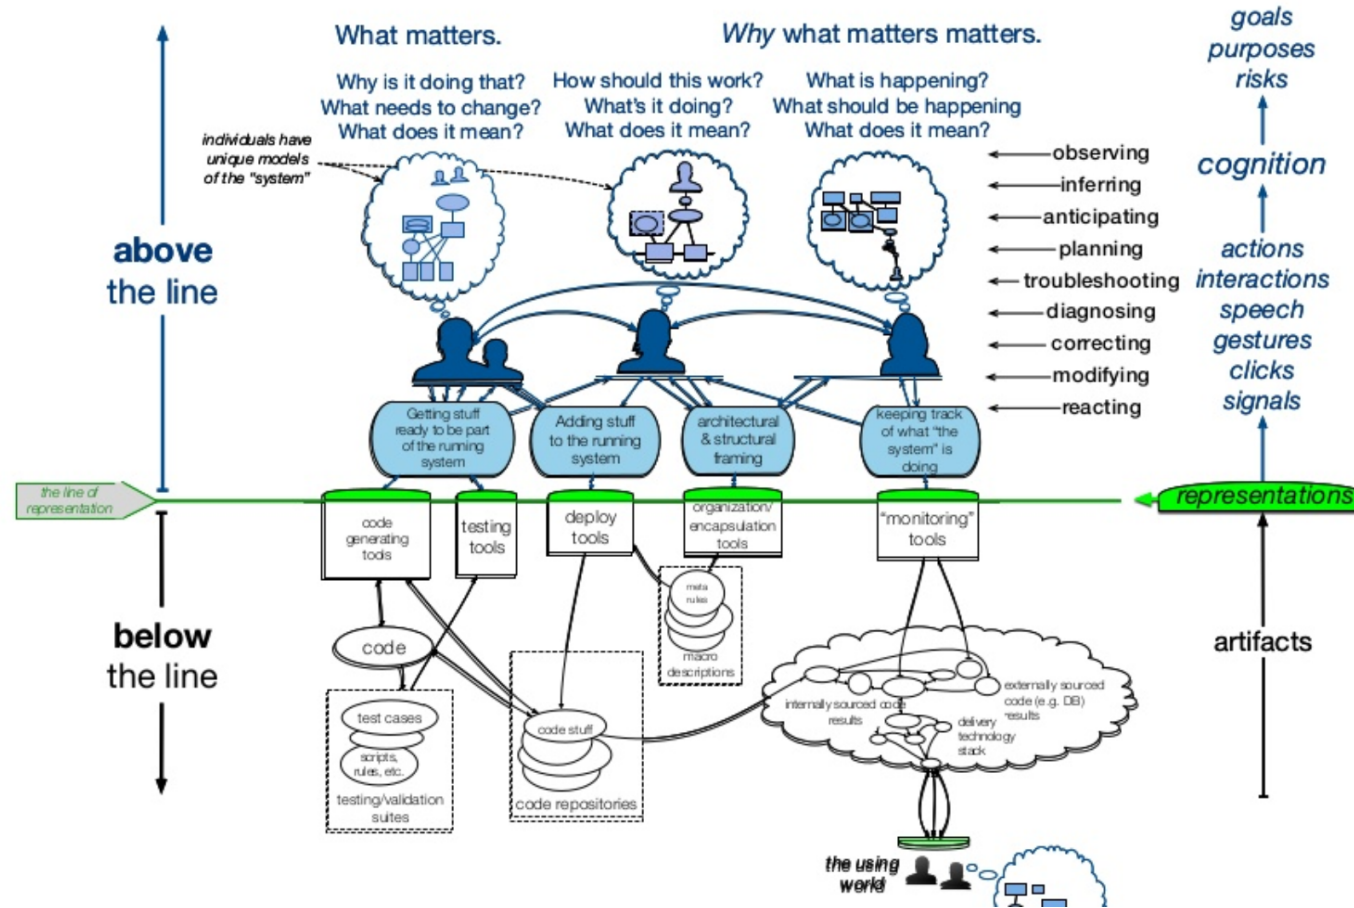 What matters.
Why what matters matters.
goals
purposes
risks
Why is it doing that?
What needs to change?
What does it mean?
How should this work?
What's it doing?
What does it mean?
What is happening?
What should be happening
What does it mean?
individuals have
unique models
of the "system"
observing
inferring
anticipating
planning
troubleshooting
diagnosing
correcting
modifying
reacting
cognition
actions
interactions
speech
gestures
clicks
signals
above
the line
Getting stuff
ready to be part
of the running
system
Adding stuff
to the running
system
architectural
& structural
framing
keeping track
of what "the
system" is
doing
the line of
representation
representations
code
generating
tools
testing
tools
deploy
tools
organization/
encapsulation
tools
"monitoring"
tools
below
the line
artifacts
meta
rules
macro
descriptions
code
test cases
scripts,
rules, etc.
testing/validation
suites
code stuff
code repositories
internally sourced code
results
externally sourced
code (e.g. DB)
results
delivery
technology
stack
the using
world